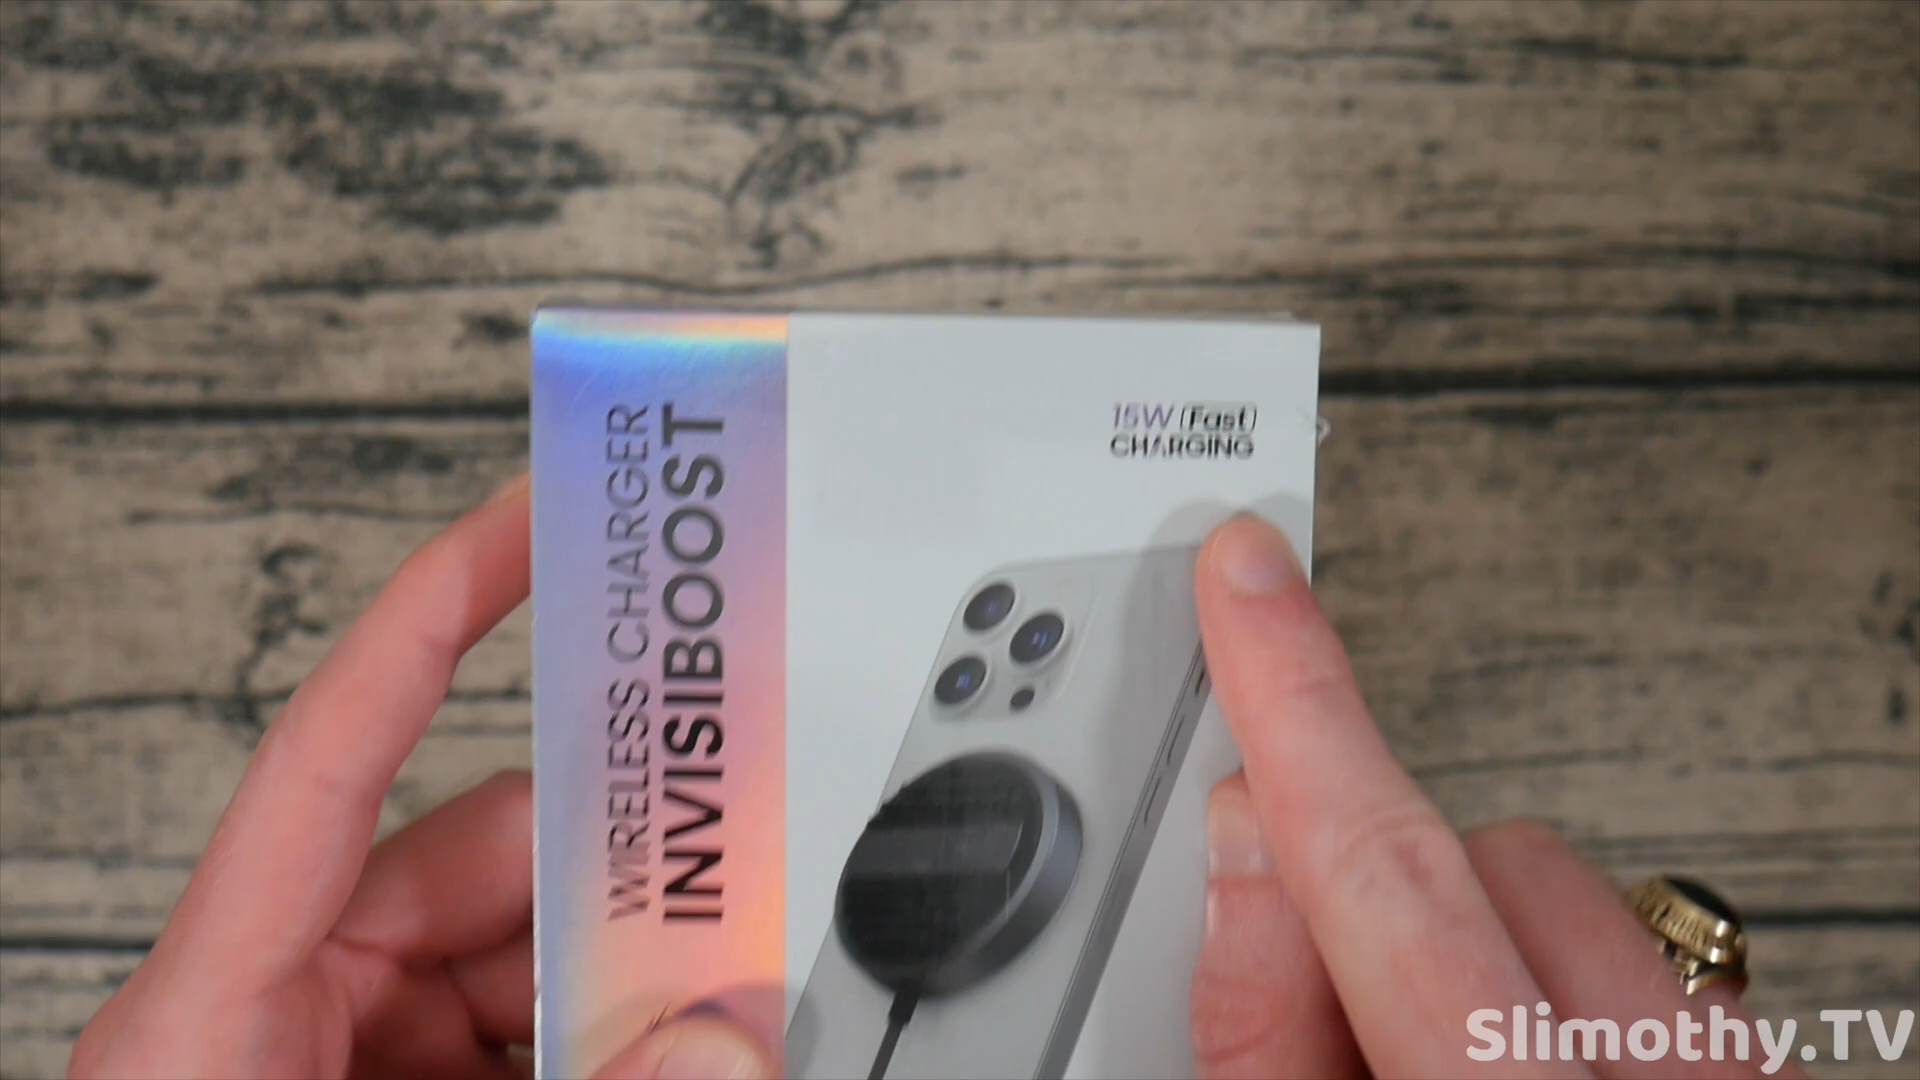 WIRELESS CHARGER
INVISIBOOST
15W Fast
CHARGING
Slimothy.TV